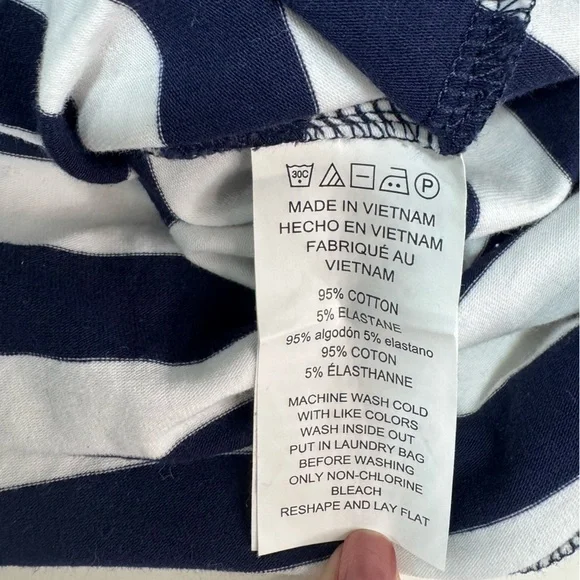 30C P
MADE IN VIETNAM
HECHO EN VIETNAM
FABRIQUÉ AU
VIETNAM
95% COTTON
5% ELASTANE
95% algodón 5% elastano
95% COTON
5% ÉLASTHANNE
MACHINE WASH COLD
WITH LIKE COLORS
WASH INSIDE OUT
PUT IN LAUNDRY BAG
BEFORE WASHING
ONLY NON-CHLORINE
BLEACH
RESHAPE AND LAY FLAT